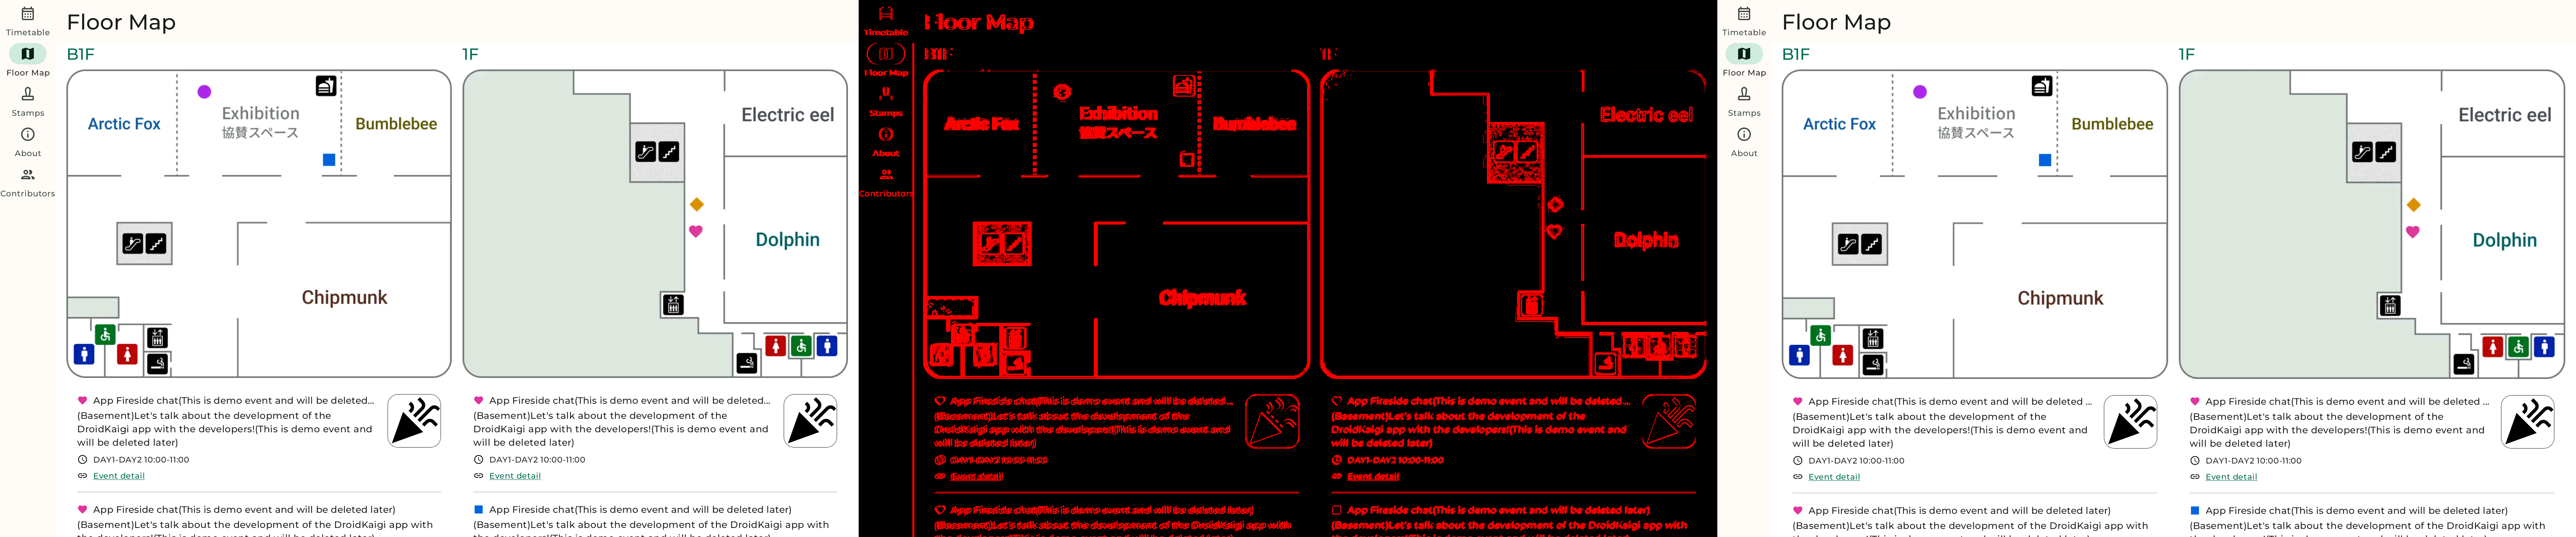 Floor Map
Timetable
Floor Map
Stamps
About
Contributors
B1F
Arctic Fox
Exhibition
協賛スペース
Bumblebee
Chipmunk
1F
Electric eel
Dolphin
App Fireside chat(This is demo event and will be deleted...
(Basement)Let's talk about the development of the
DroidKaigi app with the developers!(This is demo event and
will be deleted later)
DAY1-DAY2 10:00-11:00
Event detail
App Fireside chat(This is demo event and will be deleted later)
(Basement)Let's talk about the development of the DroidKaigi app with
App Fireside chat(This is demo event and will be deleted...
(Basement)Let's talk about the development of the
DroidKaigi app with the developers!(This is demo event and
will be deleted later)
DAY1-DAY2 10:00-11:00
Event detail
App Fireside chat(This is demo event and will be deleted later)
(Basement)Let's talk about the development of the DroidKaigi app with
Floor Map
Timetable
Floor Map
Stamps
About
Contributors
Arctic Fox
Exhibition
協賛スペース
Bumblebee
Chipmunk
Electric eel
Dolphin
App Fireside chat(This is demo event and will be deleted ...
(Basement)Let's talk about the development of the
DroidKaigi app with the developers!(This is demo event and
will be deleted later)
DAY1-DAY2 10:00-11:00
Event detail
App Fireside chat(This is demo event and will be deleted later)
(Basement)Let's talk about the development of the DroidKaigi app with
App Fireside chat(This is demo event and will be deleted ...
(Basement)Let's talk about the development of the
DroidKaigi app with the developers!(This is demo event and
will be deleted later)
DAY1-DAY2 10:00-11:00
Event detail
App Fireside chat(This is demo event and will be deleted later)
(Basement)Let's talk about the development of the DroidKaigi app with
Floor Map
Timetable
Floor Map
Stamps
About
B1F
Arctic Fox
Exhibition
協賛スペース
Bumblebee
Chipmunk
1F
Electric eel
Dolphin
App Fireside chat(This is demo event and will be deleted ...
(Basement)Let's talk about the development of the
DroidKaigi app with the developers!(This is demo event and
will be deleted later)
DAY1-DAY2 10:00-11:00
Event detail
App Fireside chat(This is demo event and will be deleted later)
(Basement)Let's talk about the development of the DroidKaigi app with
App Fireside chat(This is demo event and will be deleted ...
(Basement)Let's talk about the development of the
DroidKaigi app with the developers!(This is demo event and
will be deleted later)
DAY1-DAY2 10:00-11:00
Event detail
App Fireside chat(This is demo event and will be deleted later)
(Basement)Let's talk about the development of the DroidKaigi app with